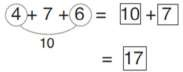 4 + 7 + 6 = 10 + 7
10
= 17